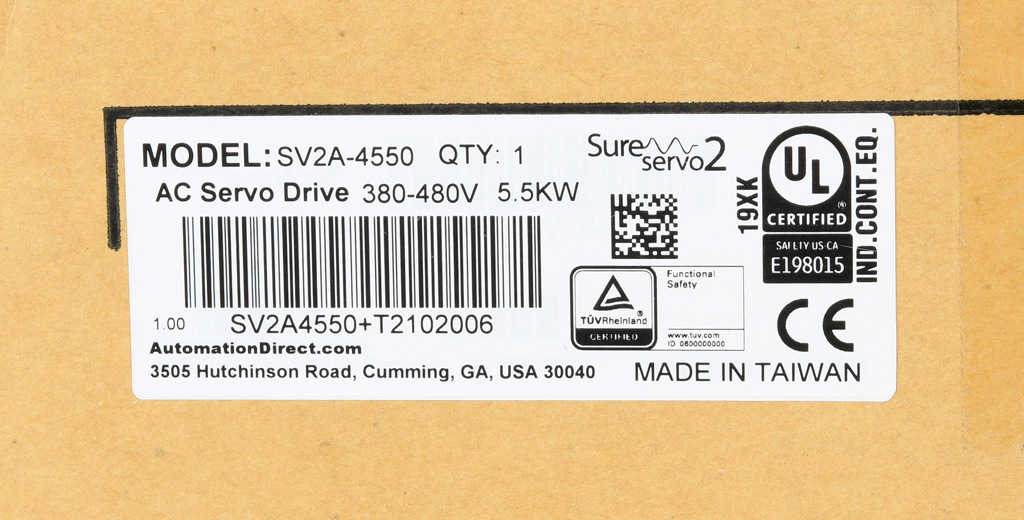 MODEL: SV2A-4550 QTY: 1
AC Servo Drive 380-480V 5.5KW
SV2A4550+T2102006
1.00
AutomationDirect.com
3505 Hutchinson Road, Cumming, GA, USA 30040
Sure servo 2
TÜVRheinland ®
CERTIFIED
Functional
Safety
www.tuv.com
ID 0600000000
19XK
UL ®
CERTIFIED
SAFETY US-CA
E198015
IND.CONT.EQ.
CE
MADE IN TAIWAN